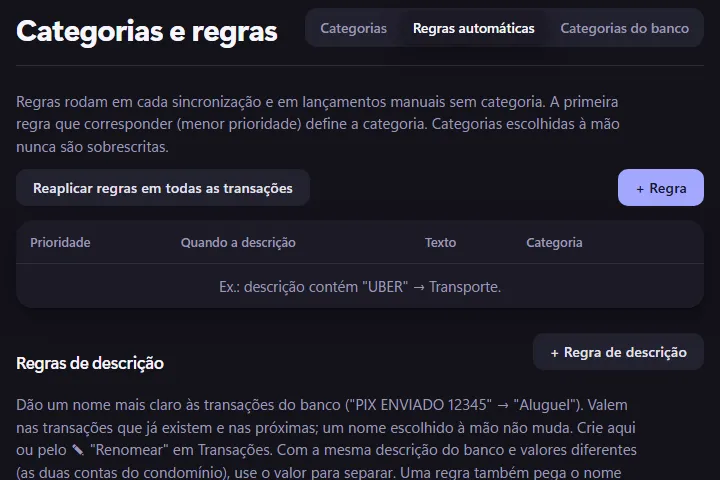 Categorias e regras
Categorias
Regras automáticas
Categorias do banco
Regras rodam em cada sincronização e em lançamentos manuais sem categoria. A primeira
regra que corresponder (menor prioridade) define a categoria. Categorias escolhidas à mão
nunca são sobrescritas.
Reaplicar regras em todas as transações
+ Regra
Prioridade
Quando a descrição
Texto
Categoria
Ex.: descrição contém "UBER" → Transporte.
Regras de descrição
+ Regra de descrição
Dão um nome mais claro às transações do banco ("PIX ENVIADO 12345" → "Aluguel"). Valem
nas transações que já existem e nas próximas; um nome escolhido à mão não muda. Crie aqui
ou pelo ✎ "Renomear" em Transações. Com a mesma descrição do banco e valores diferentes
(as duas contas do condomínio), use o valor para separar. Uma regra também pega o nome